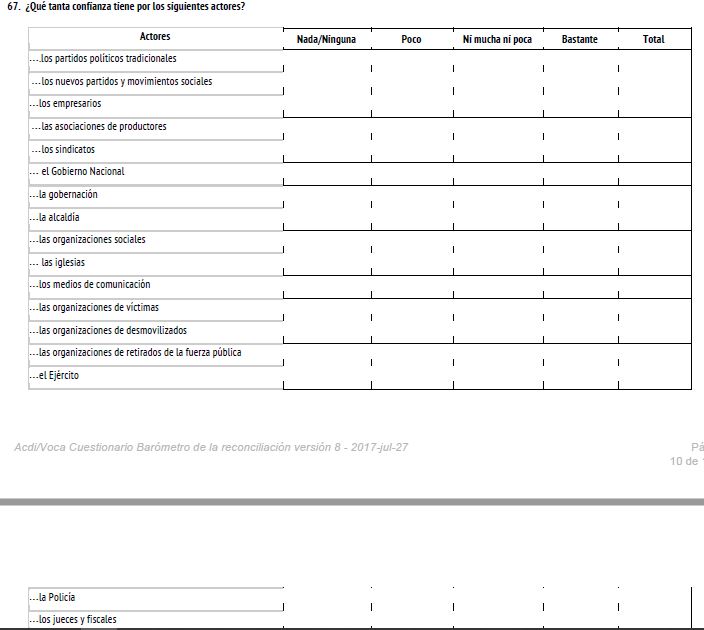 67. ¿Qué tanta confianza tiene por los siguientes actores?
Actores Nada/Ninguna Poco Ni mucha ni poca Bastante Total
….los partidos políticos tradicionales
…los nuevos partidos y movimientos sociales
…los empresarios
…las asociaciones de productores
…los sindicatos
… el Gobierno Nacional
…la gobernación
…la alcaldía
…las organizaciones sociales
… las iglesias
…los medios de comunicación
…las organizaciones de víctimas
…las organizaciones de desmovilizados
…las organizaciones de retirados de la fuerza pública
…el Ejército
Acdi/Voca Cuestionario Barómetro de la reconciliación versión 8 - 2017-jul-27
10 de
…la Policía
…los jueces y fiscales